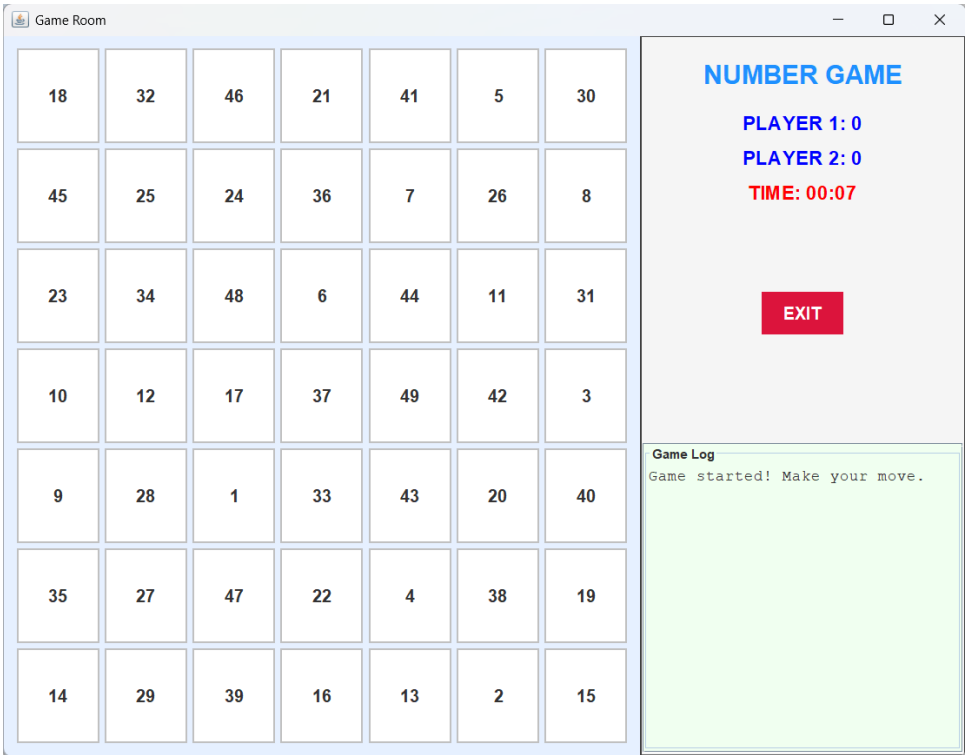 Game Room
18 32 46 21 41 5 30
45 25 24 36 7 26 8
23 34 48 6 44 11 31
10 12 17 37 49 42 3
9 28 1 33 43 20 40
35 27 47 22 4 38 19
14 29 39 16 13 2 15
NUMBER GAME
PLAYER 1: 0
PLAYER 2: 0
TIME: 00:07
EXIT
Game Log
Game started! Make your move.